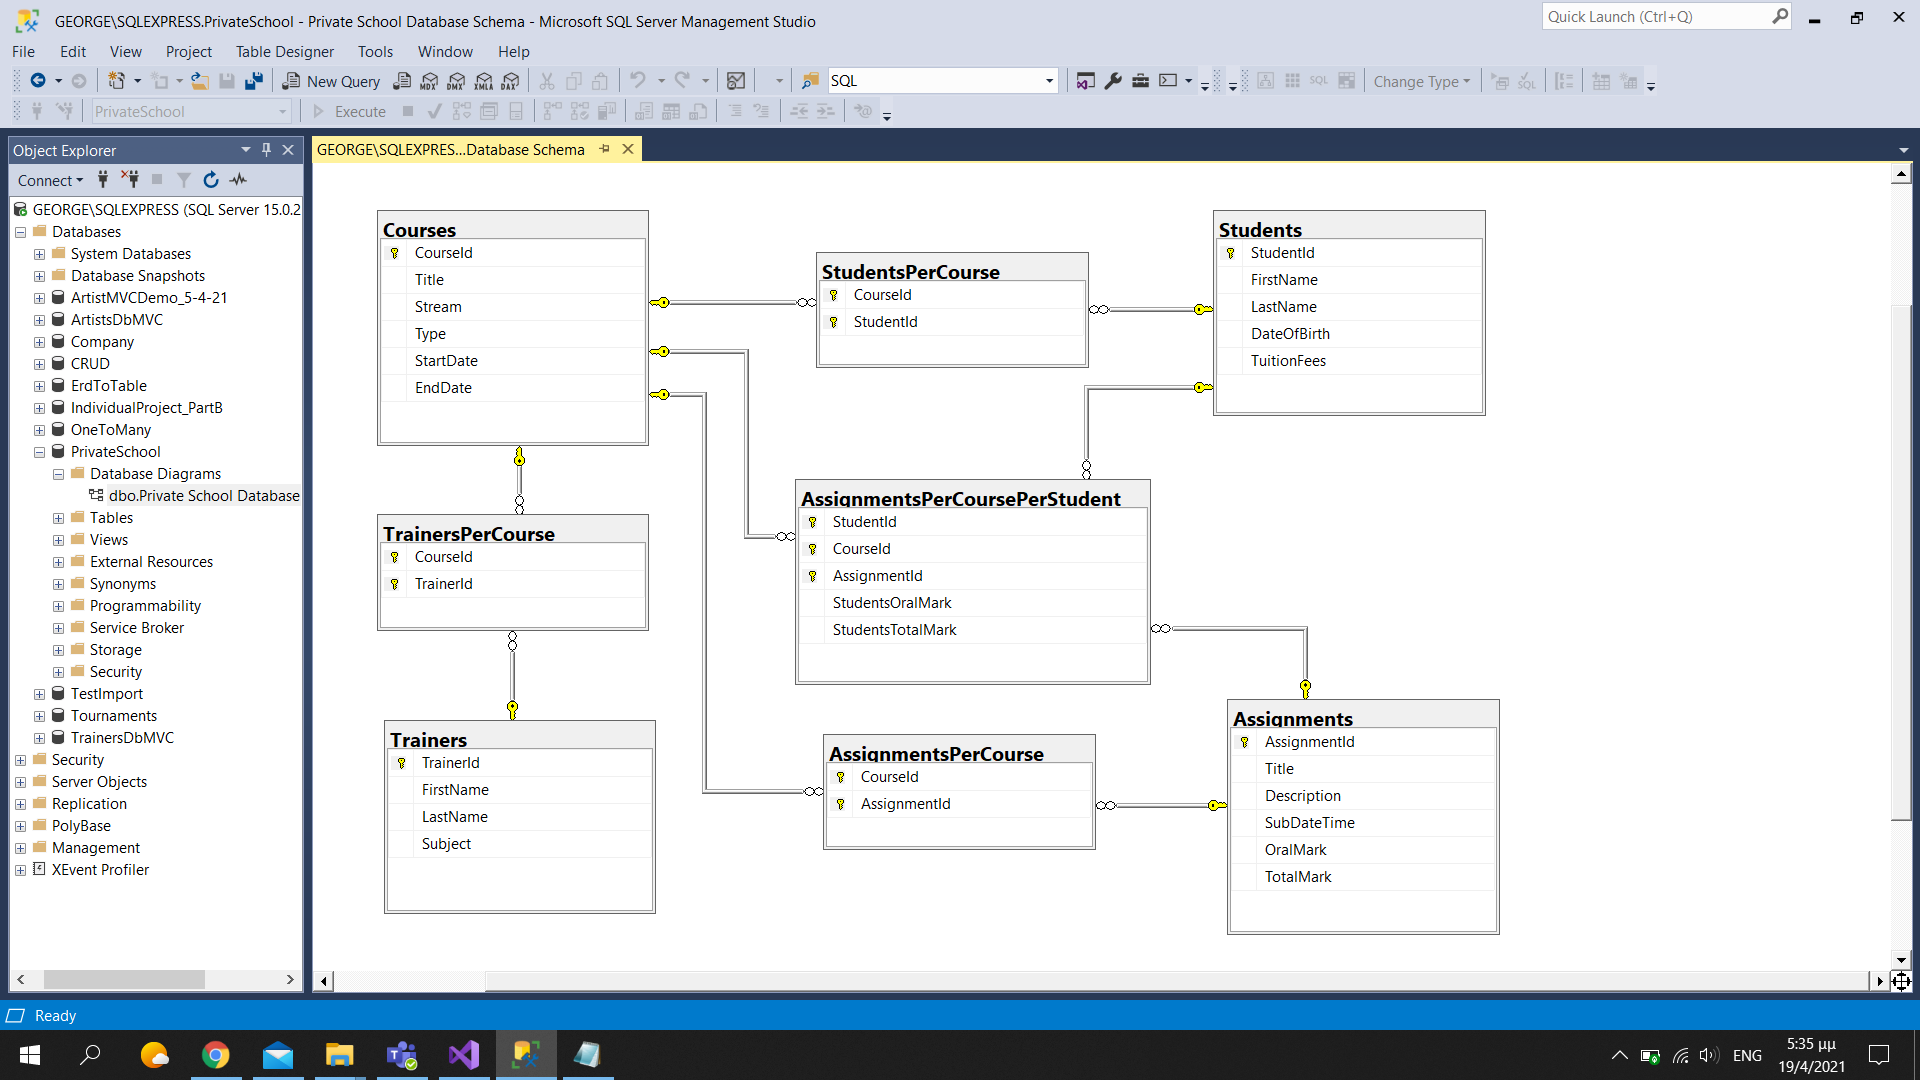 GEORGE\SQLEXPRESS.PrivateSchool - Private School Database Schema - Microsoft SQL Server Management Studio
Quick Launch (Ctrl+Q)
File Edit View Project Table Designer Tools Window Help
New Query MDX DMX XMLA DAX SQL SQL Change Type SQL
PrivateSchool Execute
Object Explorer
GEORGE\SQLEXPRES...Database Schema
Connect
GEORGE\SQLEXPRESS (SQL Server 15.0.2
Databases
System Databases
Database Snapshots
ArtistMVCDemo_5-4-21
ArtistsDbMVC
Company
CRUD
ErdToTable
IndividualProject_PartB
OneToMany
PrivateSchool
Database Diagrams
dbo.Private School Database
Tables
Views
External Resources
Synonyms
Programmability
Service Broker
Storage
Security
TestImport
Tournaments
TrainersDbMVC
Security
Server Objects
Replication
PolyBase
Management
XEvent Profiler
Courses
CourseId
Title
Stream
Type
StartDate
EndDate
StudentsPerCourse
CourseId
StudentId
Students
StudentId
FirstName
LastName
DateOfBirth
TuitionFees
TrainersPerCourse
CourseId
TrainerId
AssignmentsPerCoursePerStudent
StudentId
CourseId
AssignmentId
StudentsOralMark
StudentsTotalMark
Trainers
TrainerId
FirstName
LastName
Subject
AssignmentsPerCourse
CourseId
AssignmentId
Assignments
AssignmentId
Title
Description
SubDateTime
OralMark
TotalMark
Ready
ENG
5:35 μμ
19/4/2021